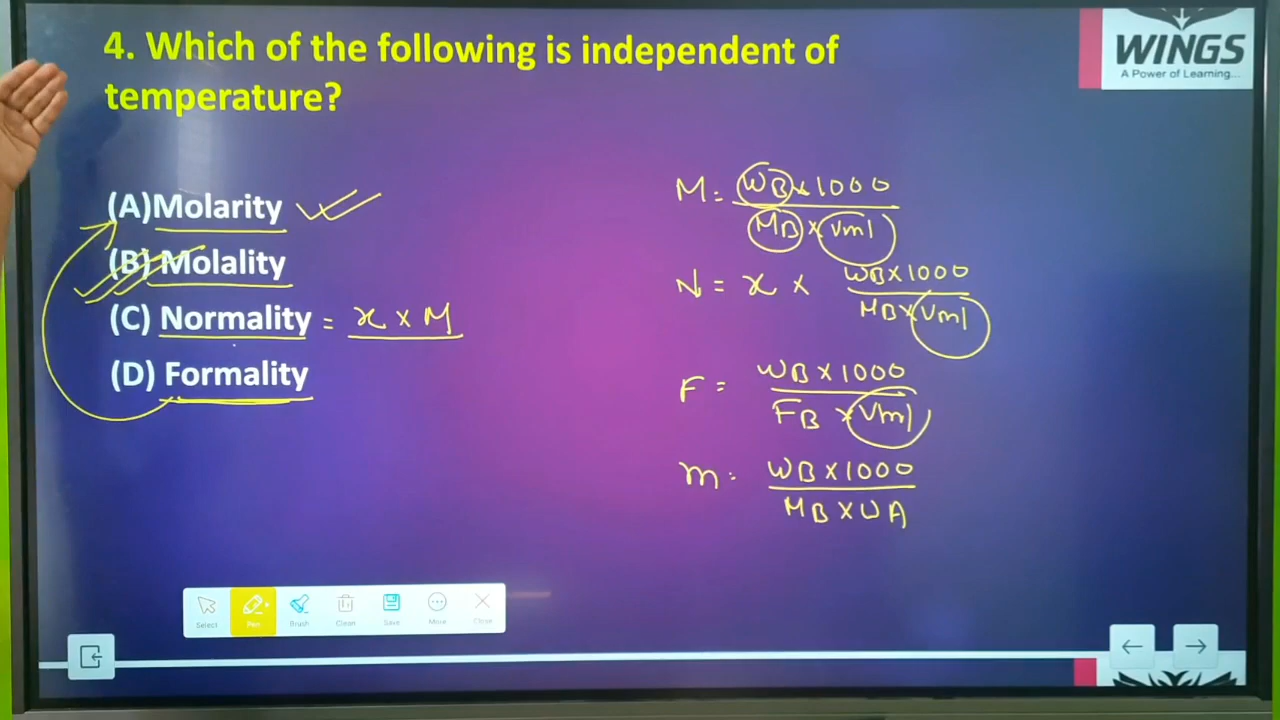 4. Which of the following is independent of
temperature?
WINGS
A Power of Learning...
(A)Molarity
(B) Molality
(C) Normality = x × M
(D) Formality
M = WB × 1000
MB × Vml
N = x × WB × 1000
MB × Vml
F = WB × 1000
FB × Vml
m = WB × 1000
MB × WA
Select
Pen
Brush
Clean
Save
More
Close